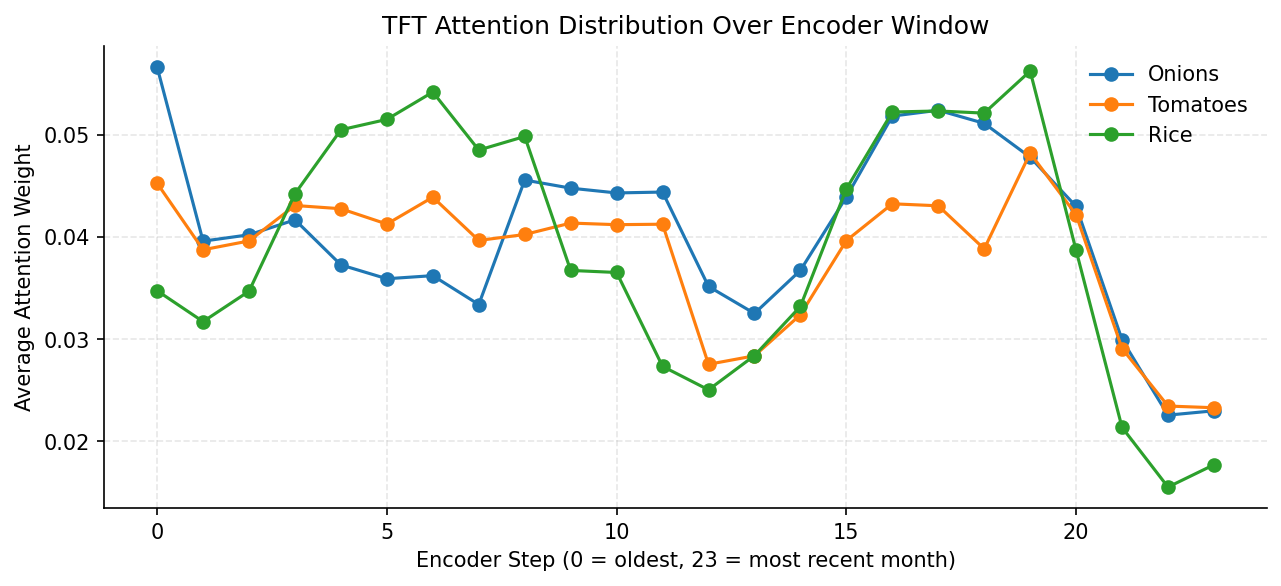 TFT Attention Distribution Over Encoder Window
Onions
Tomatoes
Rice
Average Attention Weight
0.05
0.04
0.03
0.02
0 5 10 15 20
Encoder Step (0 = oldest, 23 = most recent month)